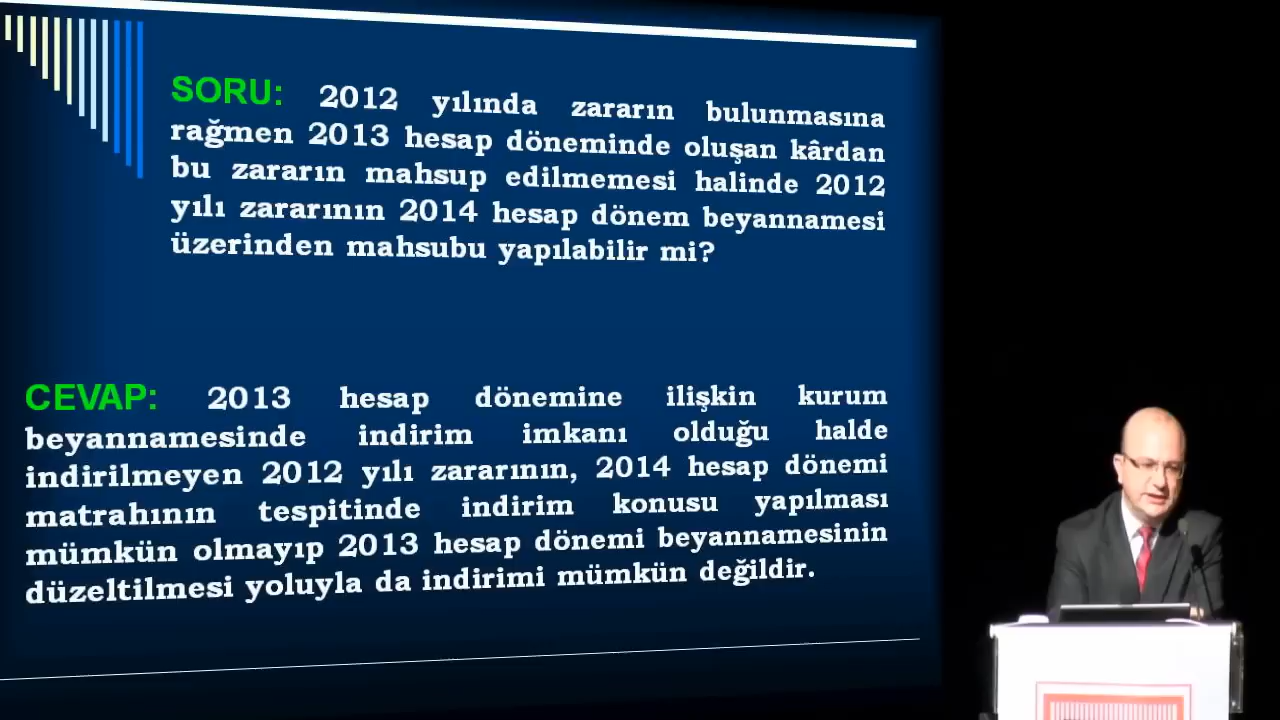 SORU: 2012 yılında zararın bulunmasına
rağmen 2013 hesap döneminde oluşan kârdan
bu zararın mahsup edilmemesi halinde 2012
yılı zararının 2014 hesap dönem beyannamesi
üzerinden mahsubu yapılabilir mi?
CEVAP: 2013 hesap dönemine ilişkin kurum
beyannamesinde indirim imkanı olduğu halde
indirilmeyen 2012 yılı zararının, 2014 hesap dönemi
matrahının tespitinde indirim konusu yapılması
mümkün olmayıp 2013 hesap dönemi beyannamesinin
düzeltilmesi yoluyla da indirimi mümkün değildir.